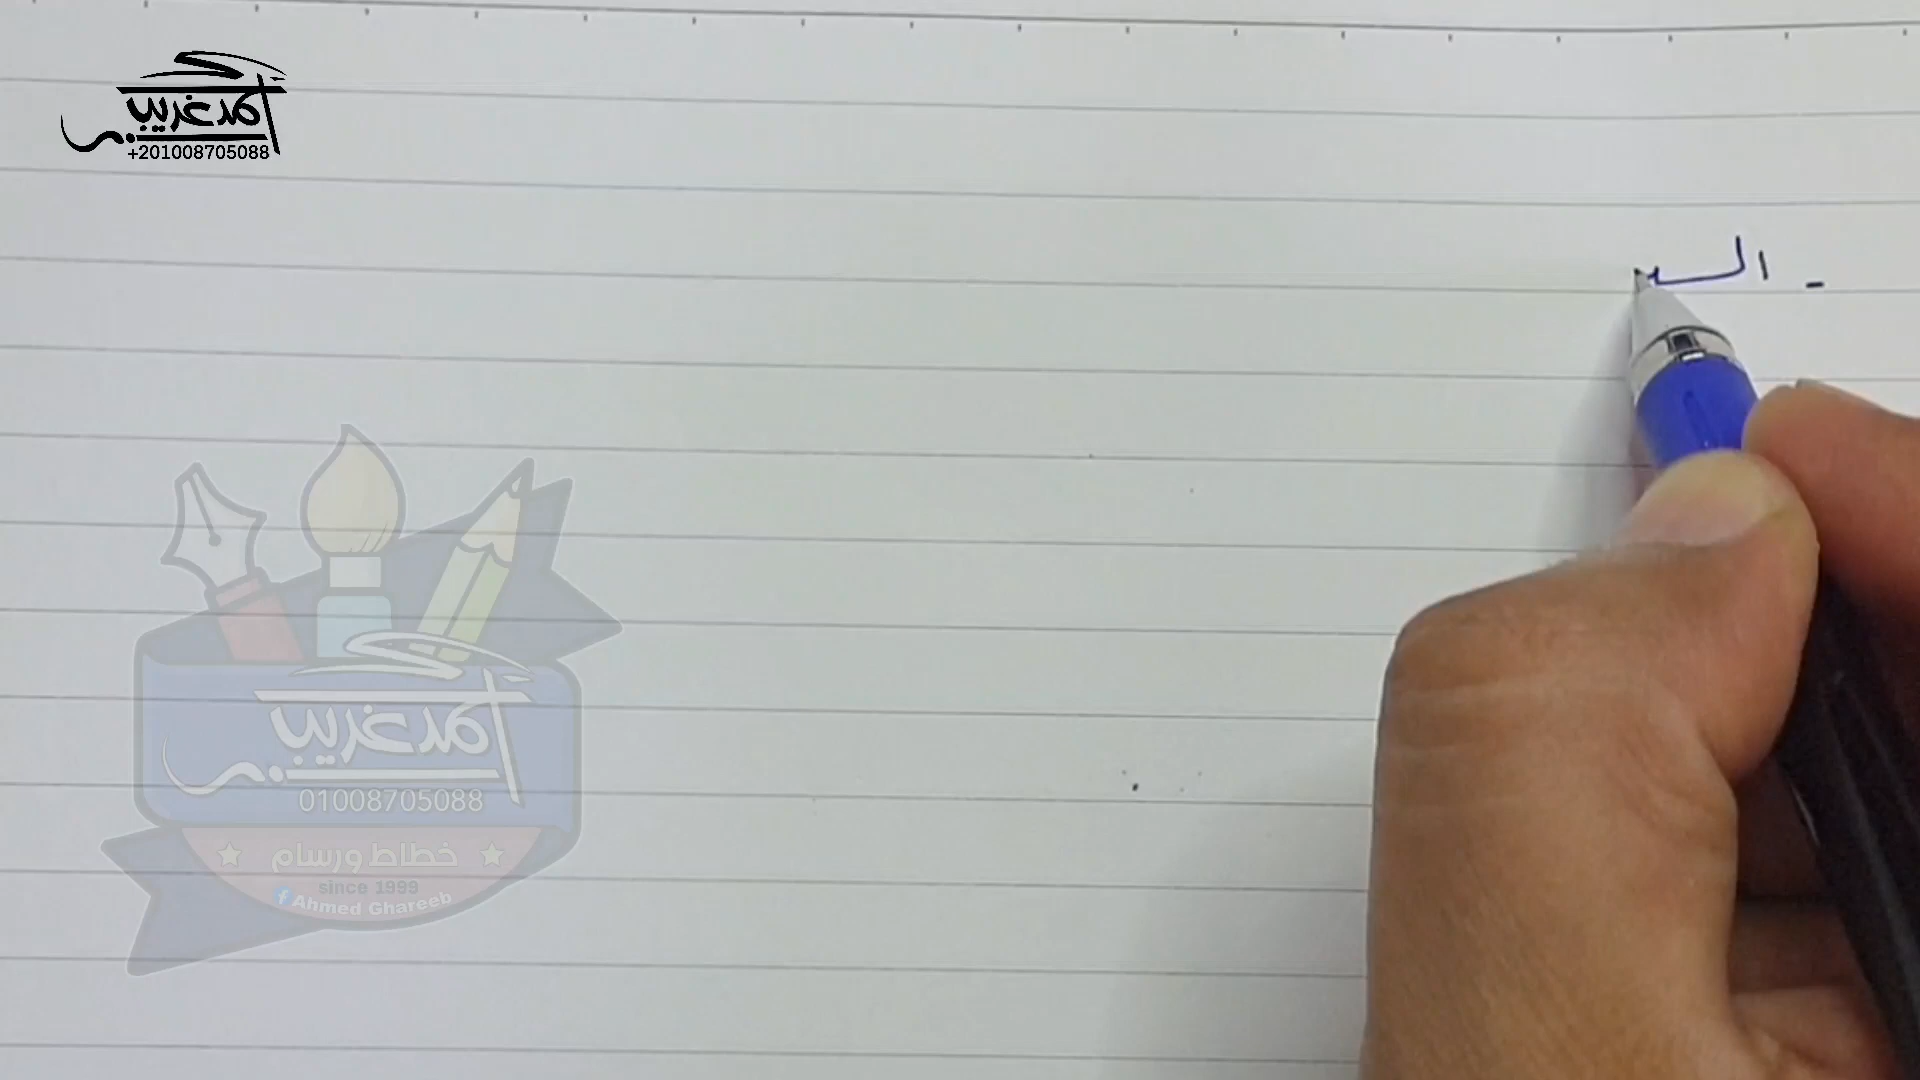 أحمد غريب
+201008705088
- الـ
أحمد غريب
01008705088
خطاط ورسام
since 1999
Ahmed Ghareeb